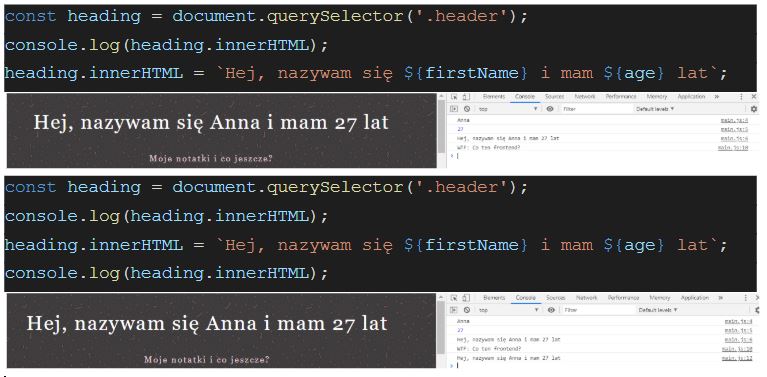 const heading = document.querySelector('.header');
console.log(heading.innerHTML);
heading.innerHTML = `Hej, nazywam się ${firstName} i mam ${age} lat`;
Elements Console Sources Network Performance Memory Application »
top Filter Default levels
Hej, nazywam się Anna i mam 27 lat
Moje notatki i co jeszcze?
Anna main.js:4
27 main.js:5
Hej, nazywam się Anna i mam 27 lat main.js:6
WTF: Co ten frontend? main.js:10
const heading = document.querySelector('.header');
console.log(heading.innerHTML);
heading.innerHTML = `Hej, nazywam się ${firstName} i mam ${age} lat`;
console.log(heading.innerHTML);
Elements Console Sources Network Performance Memory Application »
top Filter Default levels
Hej, nazywam się Anna i mam 27 lat
Moje notatki i co jeszcze?
Anna main.js:4
27 main.js:5
Hej, nazywam się Anna i mam 27 lat main.js:6
WTF: Co ten frontend? main.js:10
Hej, nazywam się Anna i mam 27 lat main.js:12